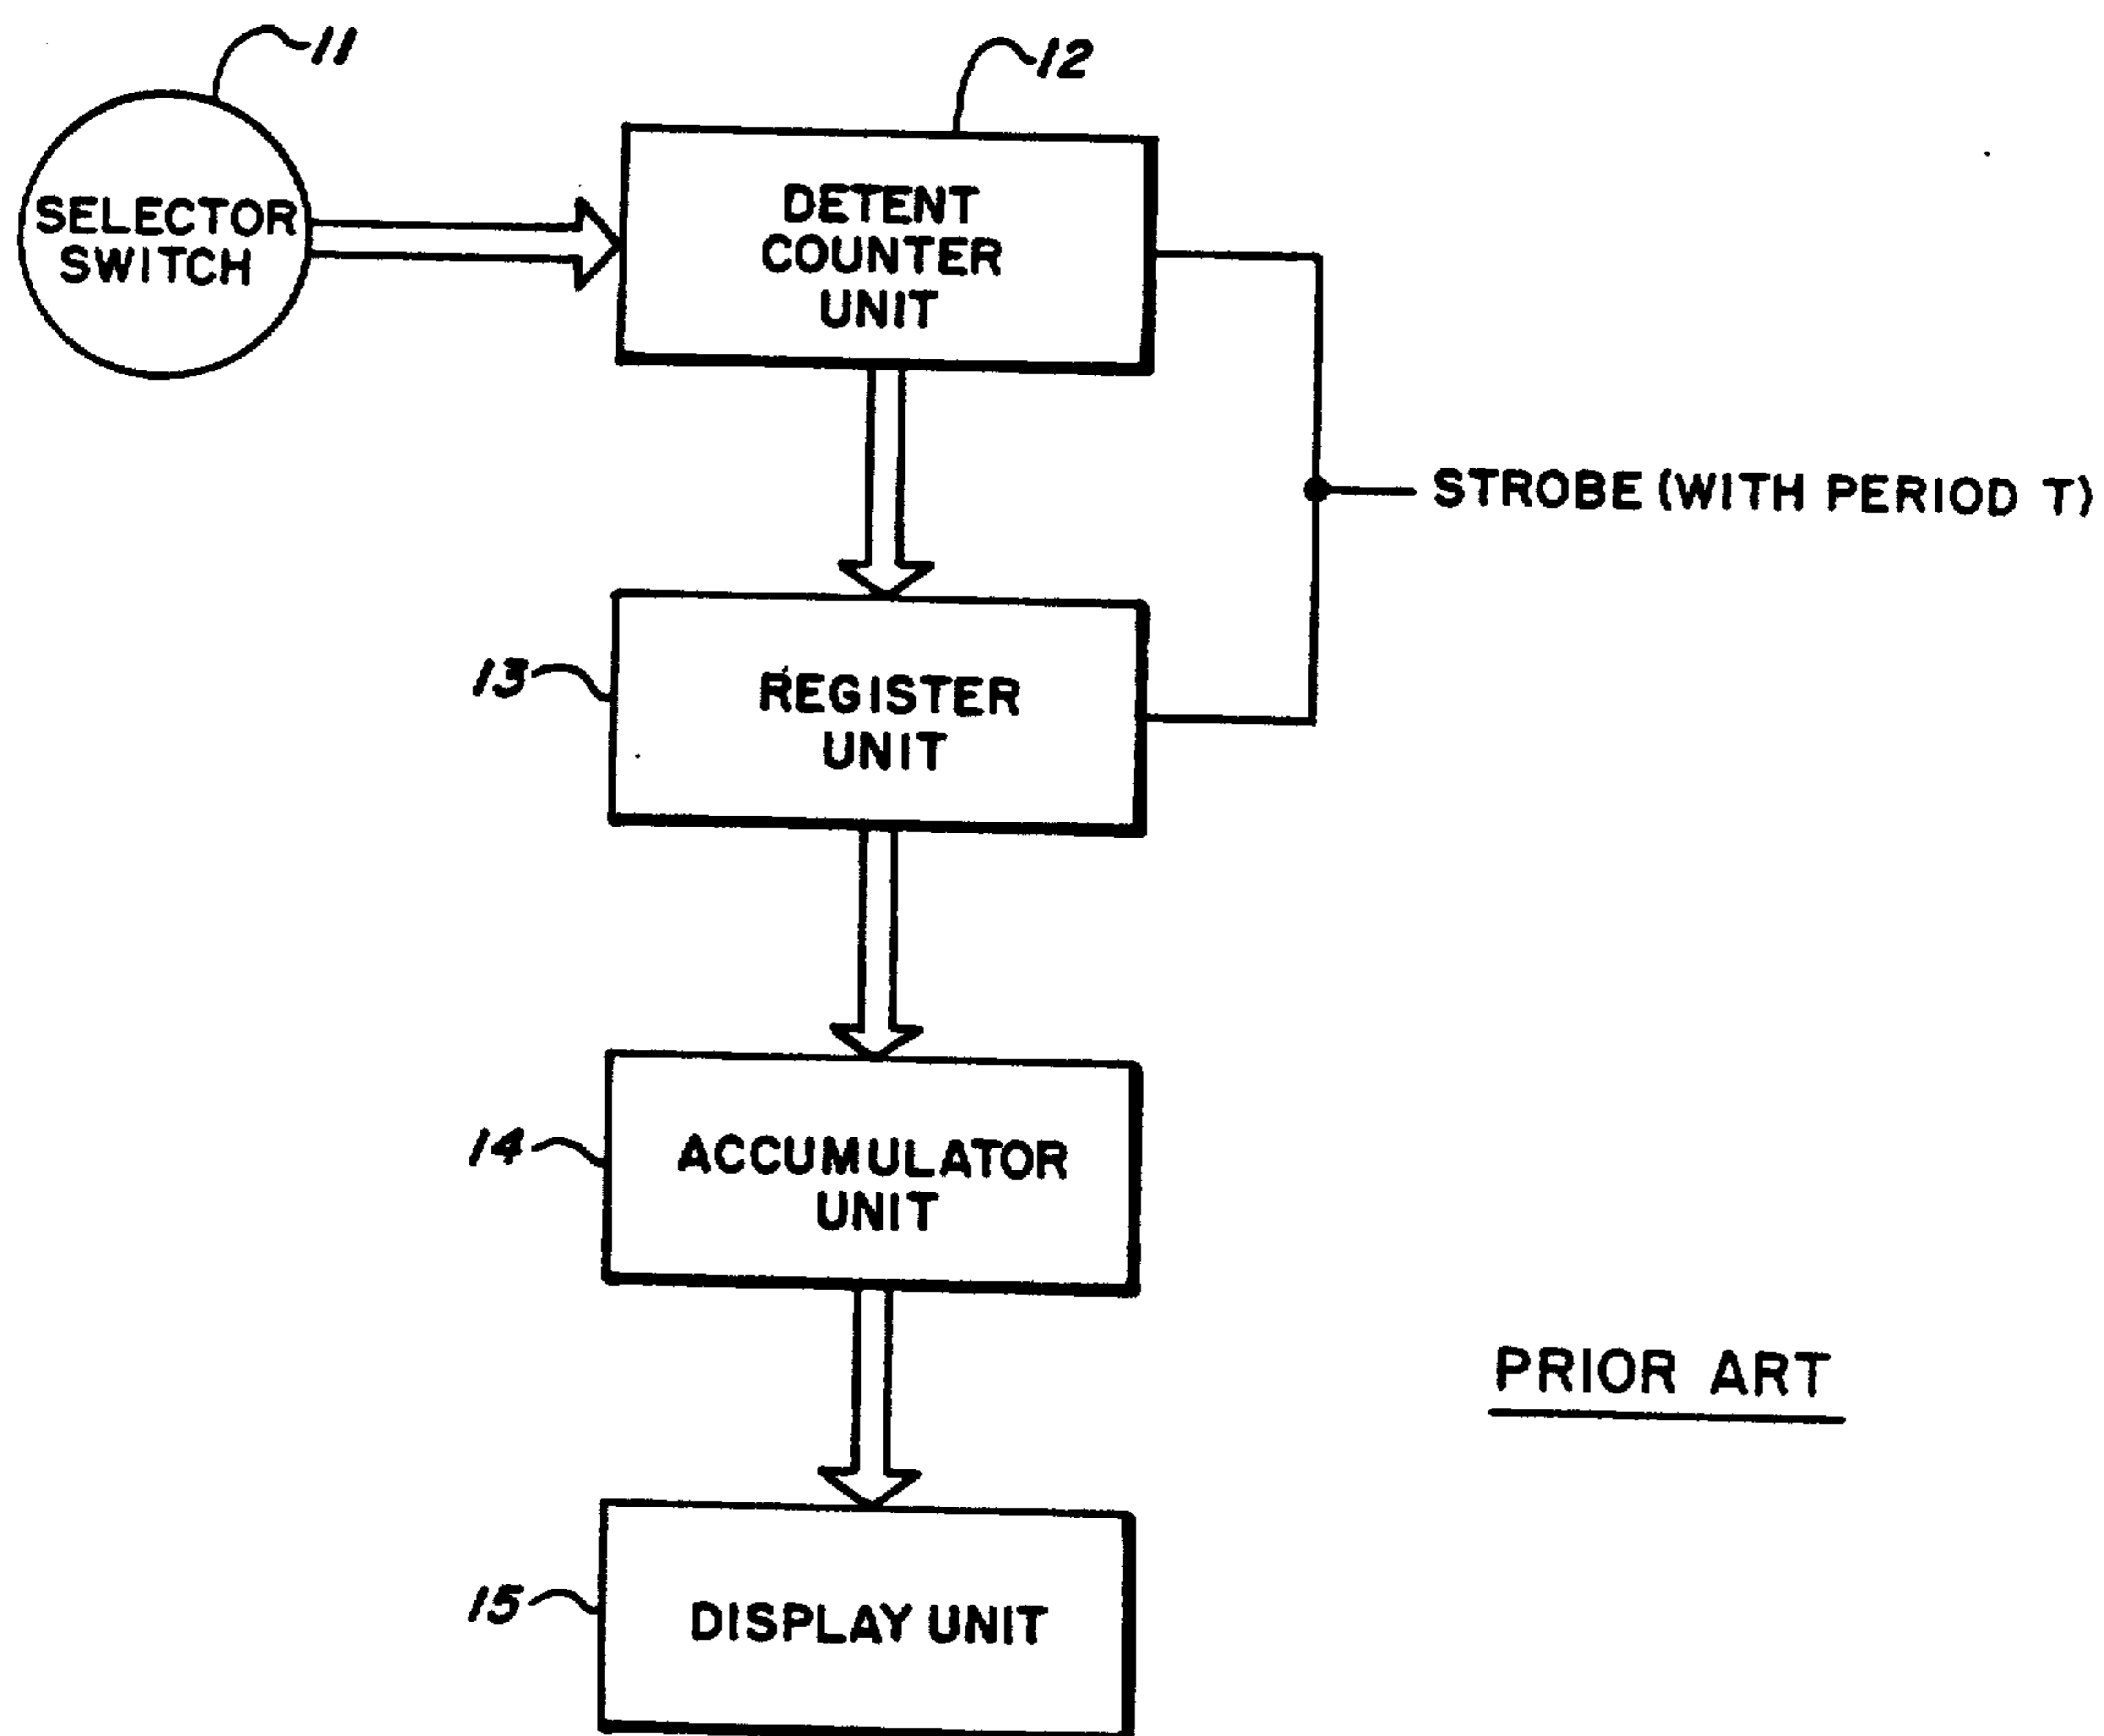 11
12
SELECTOR
SWITCH
DETENT
COUNTER
UNIT
STROBE (WITH PERIOD T)
13
REGISTER
UNIT
14
ACCUMULATOR
UNIT
PRIOR ART
15
DISPLAY UNIT